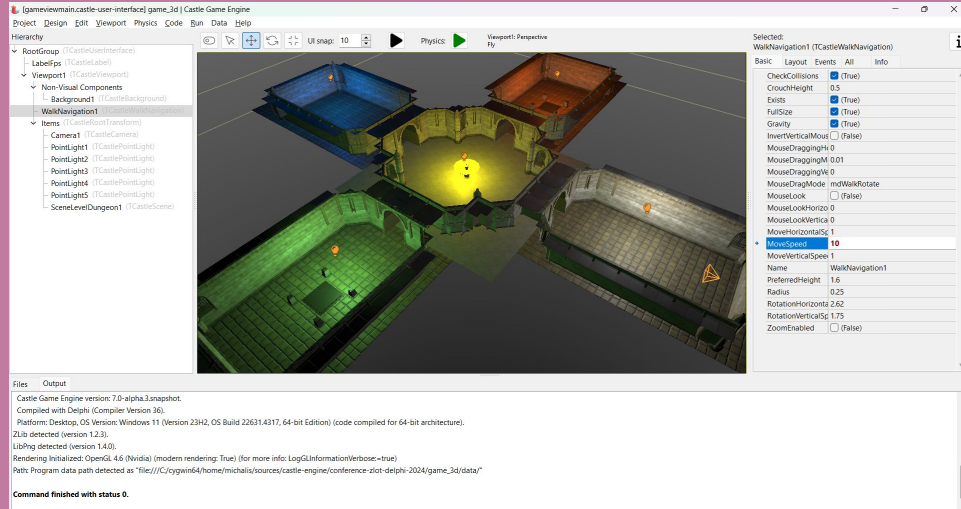 [gameviewmain.castle-user-interface] game_3d | Castle Game Engine
Project Design Edit Viewport Physics Code Run Data Help
Hierarchy
RootGroup (TCastleUserInterface)
LabelFps (TCastleLabel)
Viewport1 (TCastleViewport)
Non-Visual Components
Background1 (TCastleBackground)
WalkNavigation1 (TCastleWalkNavigation)
Items (TCastleRootTransform)
Camera1 (TCastleCamera)
PointLight1 (TCastlePointLight)
PointLight2 (TCastlePointLight)
PointLight3 (TCastlePointLight)
PointLight4 (TCastlePointLight)
PointLight5 (TCastlePointLight)
SceneLevelDungeon1 (TCastleScene)
UI snap: 10
Physics:
Viewport1: Perspective
Fly
Selected:
WalkNavigation1 (TCastleWalkNavigation)
i
Basic Layout Events All Info
CheckCollisions (True)
CrouchHeight 0.5
Exists (True)
FullSize (True)
Gravity (True)
InvertVerticalMous (False)
MouseDraggingHo 0
MouseDraggingM 0.01
MouseDraggingVe 0
MouseDragMode mdWalkRotate
MouseLook (False)
MouseLookHorizo 0
MouseLookVertica 0
MoveHorizontalSp 1
MoveSpeed 10
MoveVerticalSpee 1
Name WalkNavigation1
PreferredHeight 1.6
Radius 0.25
RotationHorizonta 2.62
RotationVerticalSp 1.75
ZoomEnabled (False)
Files Output
Castle Game Engine version: 7.0-alpha.3.snapshot.
Compiled with Delphi (Compiler Version 36).
Platform: Desktop, OS Version: Windows 11 (Version 23H2, OS Build 22631.4317, 64-bit Edition) (code compiled for 64-bit architecture).
ZLib detected (version 1.2.3).
LibPng detected (version 1.4.0).
Rendering Initialized: OpenGL 4.6 (Nvidia) (modern rendering: True) (for more info: LogGLInformationVerbose:=true)
Path: Program data path detected as "file:///C:/cygwin64/home/michalis/sources/castle-engine/conference-zlot-delphi-2024/game_3d/data/"
Command finished with status 0.